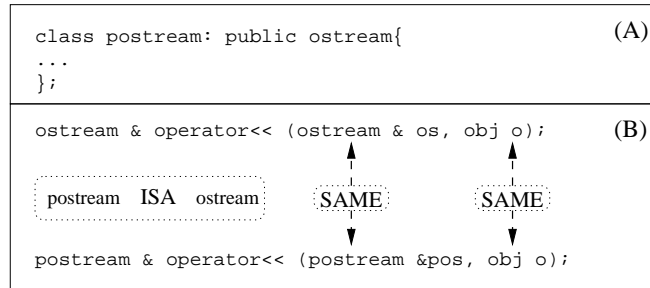 class postream: public ostream{ (A)
...
};
ostream & operator<< (ostream & os, obj o); (B)
postream ISA ostream SAME SAME
postream & operator<< (postream &pos, obj o);